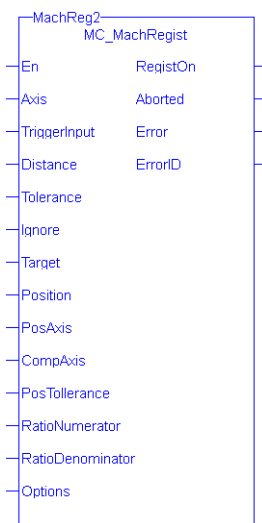 MachReg2
MC_MachRegist
En RegistOn
Axis Aborted
TriggerInput Error
Distance ErrorID
Tolerance
Ignore
Target
Position
PosAxis
CompAxis
PosTollerance
RatioNumerator
RatioDenominator
Options